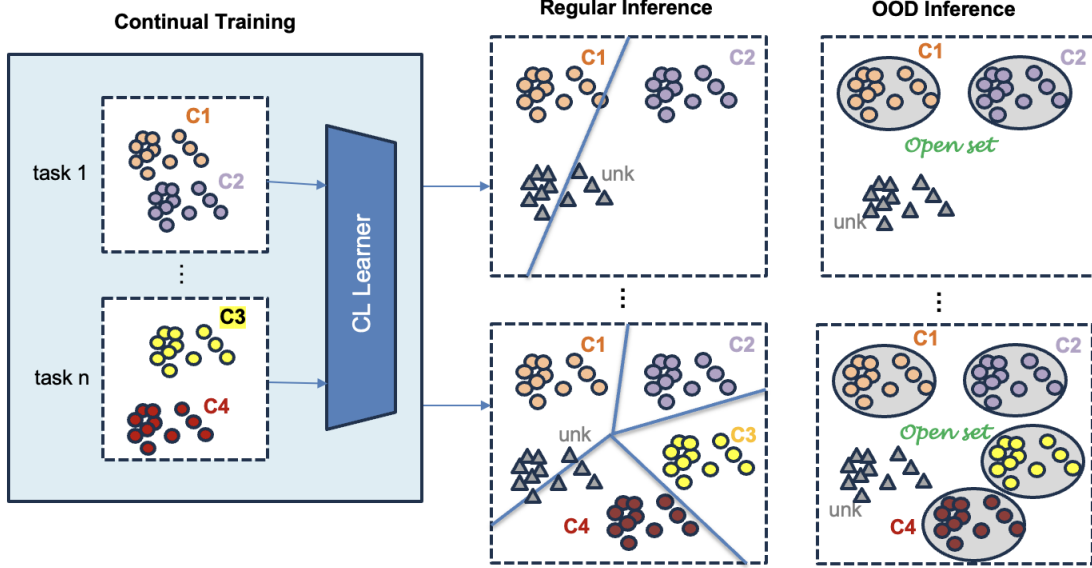 Continual Training
Regular Inference
OOD Inference
task 1
C1
C2
...
task n
C3
C4
CL Learner
C1
C2
unk
...
C1
C2
unk
C3
C4
C1
C2
Open set
unk
...
C1
C2
Open set
unk
C4